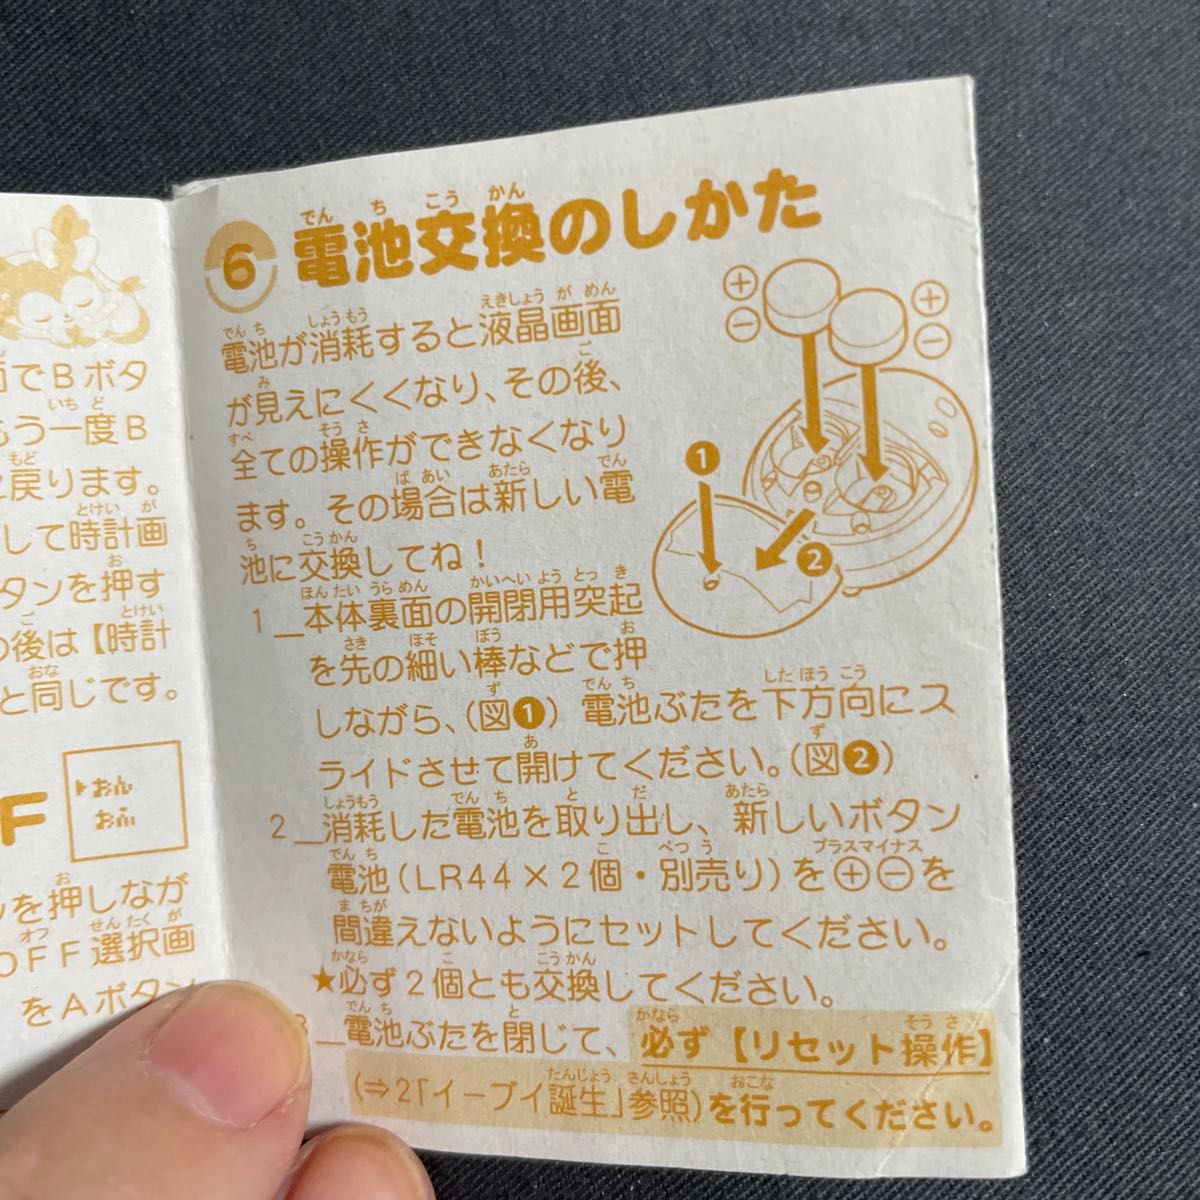 面でBボタ
もう一度B
に戻ります。
して時計画
タンを押す
の後は【時計
と同じです。
F
▶おん
おふ
ンを押しなが
OFF選択画
をAボタン
6 電池交換のしかた
電池が消耗すると液晶画面
が見えにくくなり、その後、
全ての操作ができなくなり
ます。その場合は新しい電
池に交換してね！
1_本体裏面の開閉用突起
を先の細い棒などで押
しながら、(図❶) 電池ぶたを下方向にス
ライドさせて開けてください。(図❷)
2_消耗した電池を取り出し、新しいボタン
電池(LR44×2個・別売り)を⊕⊖を
間違えないようにセットしてください。
★必ず2個とも交換してください。
3_電池ぶたを閉じて、必ず【リセット操作】
(⇒2「イーブイ誕生」参照)を行ってください。
⊕
⊖
⊕
⊖
❶
❷